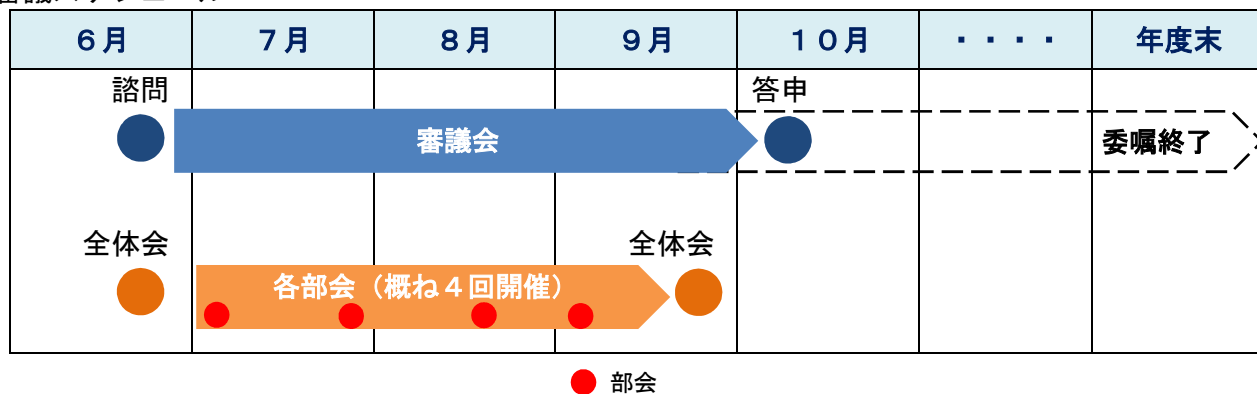 ６月 ７月 ８月 ９月 １０月 ・・・・ 年度末
諮問 答申
審議会 委嘱終了
全体会 全体会
各部会（概ね４回開催）
部会